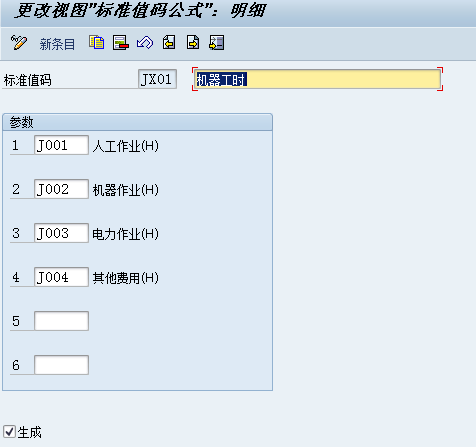 更改视图"标准值码公式": 明细
新条目
标准值码 JX01 机器工时
参数
1 J001 人工作业(H)
2 J002 机器作业(H)
3 J003 电力作业(H)
4 J004 其他费用(H)
5
6
生成